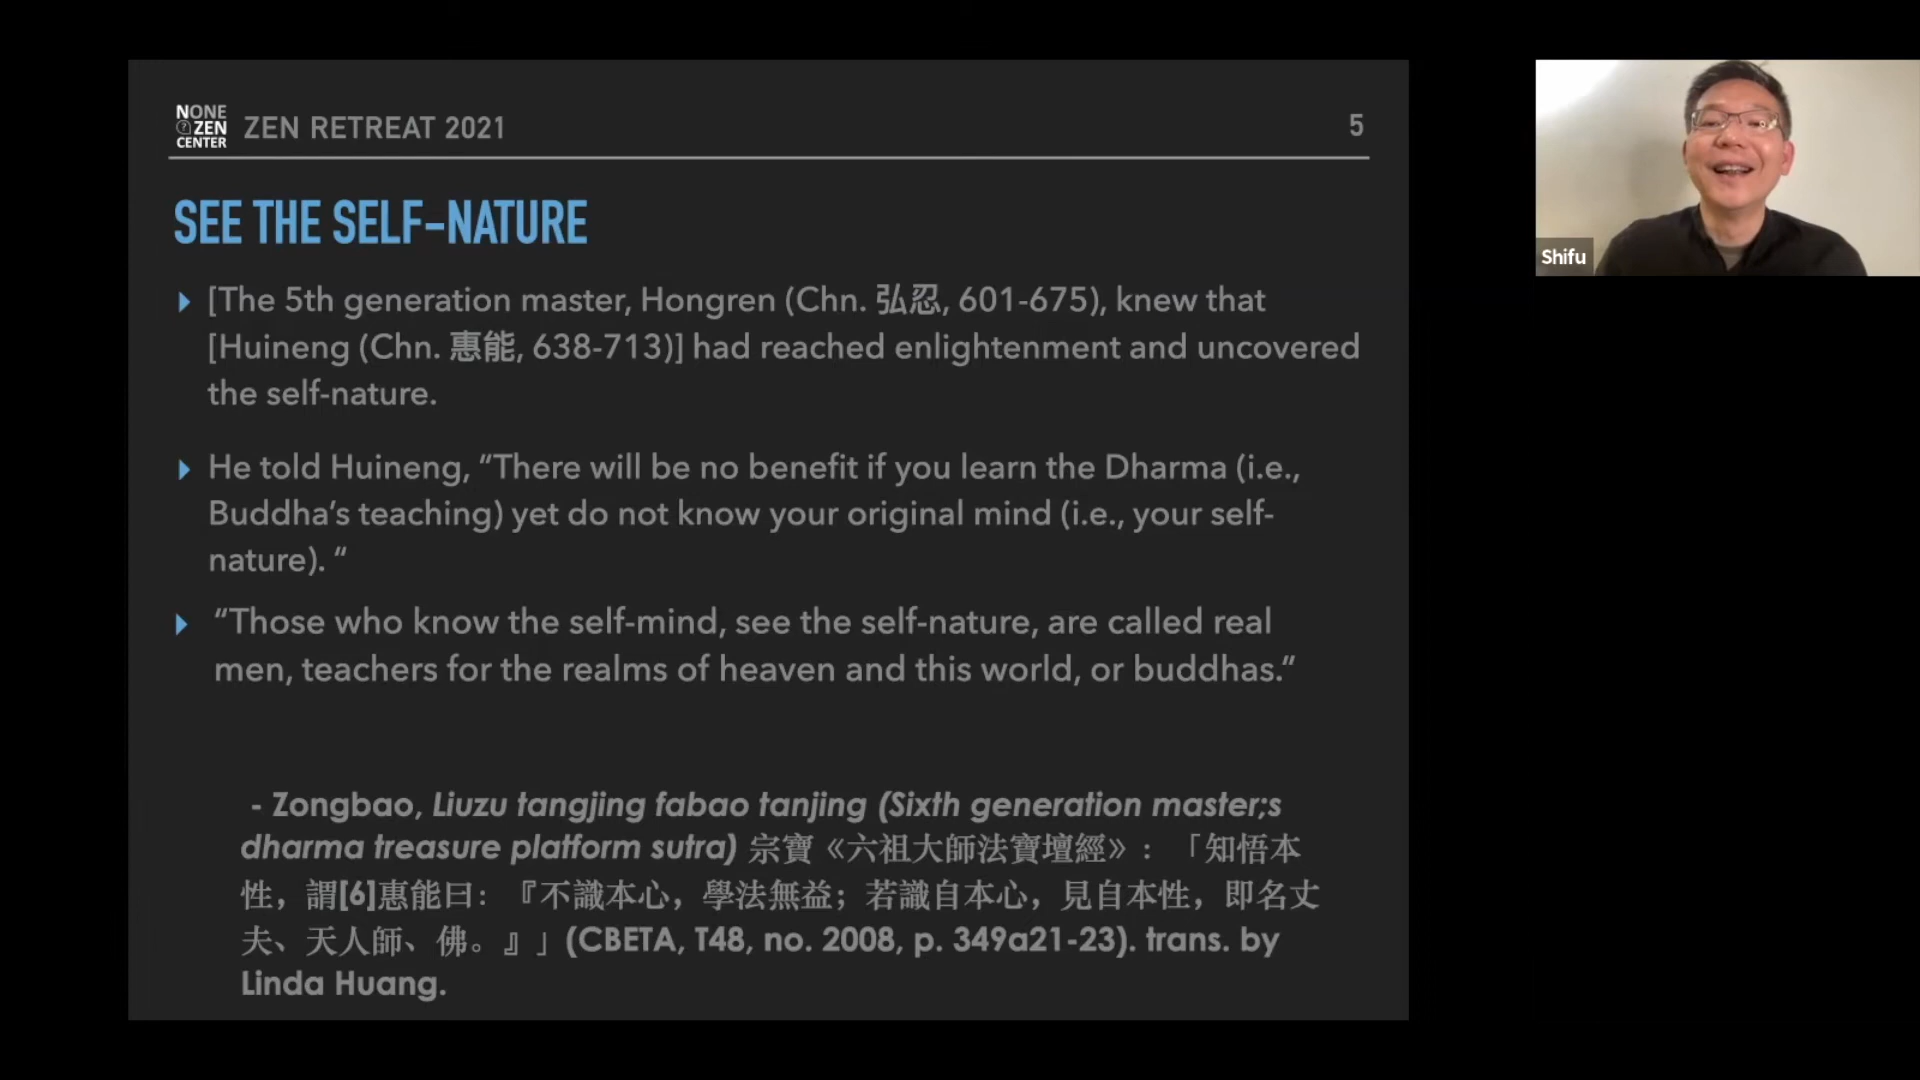 NONE
ZEN
CENTER
ZEN RETREAT 2021
5
SEE THE SELF-NATURE
[The 5th generation master, Hongren (Chn. 弘忍, 601-675), knew that
[Huineng (Chn. 惠能, 638-713)] had reached enlightenment and uncovered
the self-nature.
He told Huineng, “There will be no benefit if you learn the Dharma (i.e.,
Buddha’s teaching) yet do not know your original mind (i.e., your self-
nature). “
“Those who know the self-mind, see the self-nature, are called real
men, teachers for the realms of heaven and this world, or buddhas.“
- Zongbao, Liuzu tangjing fabao tanjing (Sixth generation master;s
dharma treasure platform sutra) 宗寶《六祖大師法寶壇經》：「知悟本
性，謂[6]惠能曰：『不識本心，學法無益；若識自本心，見自本性，即名丈
夫、天人師、佛。』」(CBETA, T48, no. 2008, p. 349a21-23). trans. by
Linda Huang.
Shifu